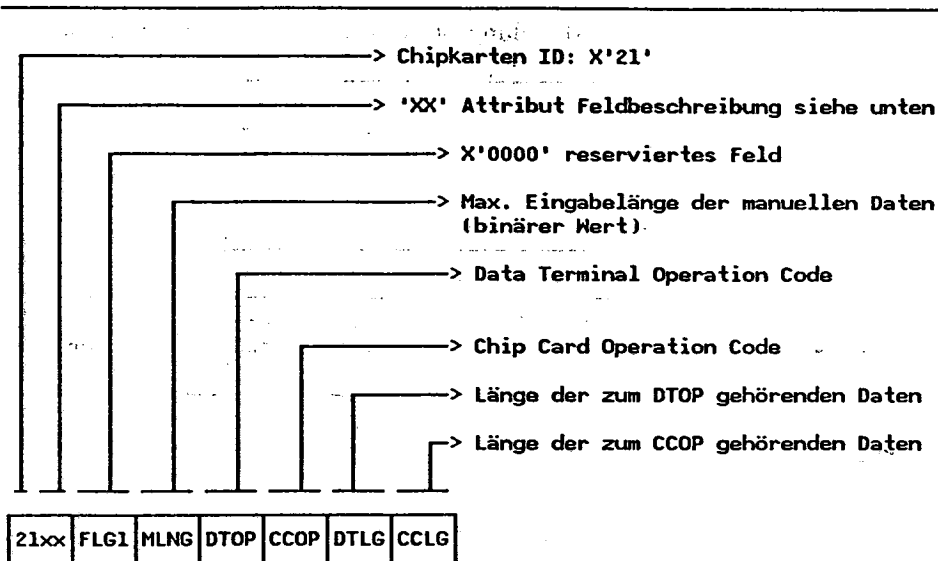 > Chipkarten ID: X'21'
> 'XX' Attribut Feldbeschreibung siehe unten
> X'0000' reserviertes Feld
> Max. Eingabelänge der manuellen Daten
(binärer Wert)
> Data Terminal Operation Code
> Chip Card Operation Code
> Länge der zum DTOP gehörenden Daten
> Länge der zum CCOP gehörenden Daten
21xx FLG1 MLNG DTOP CCOP DTLG CCLG